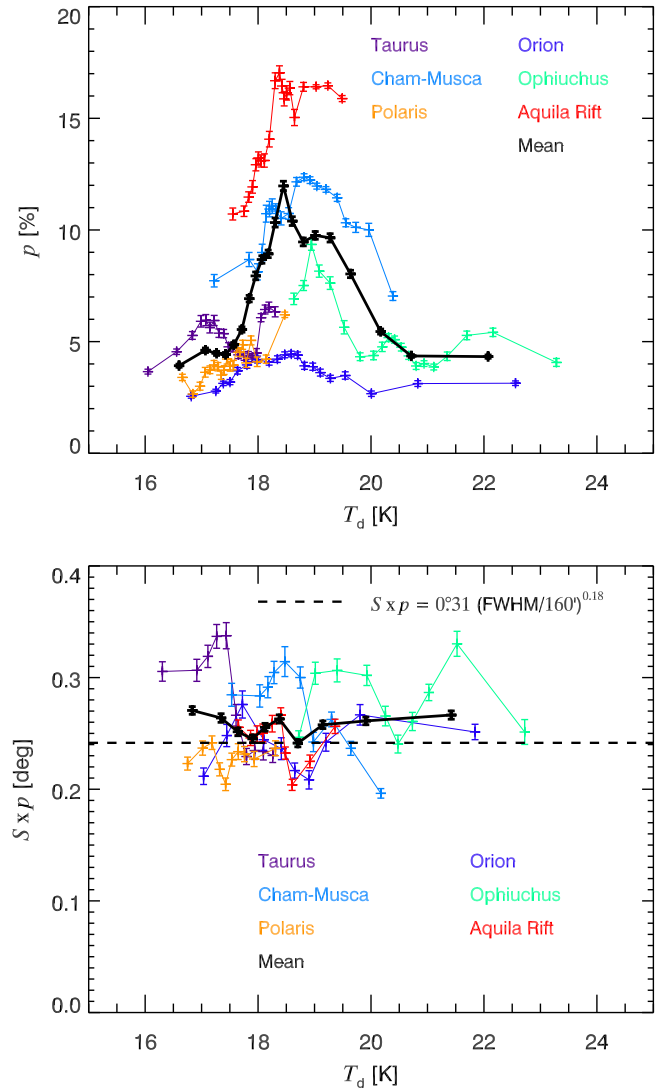 20
15
10
5
0
p [%]
Taurus Orion
Cham-Musca Ophiuchus
Polaris Aquila Rift
Mean
16 18 20 22 24
T_d [K]
0.4
0.3
0.2
0.1
0.0
S x p [deg]
S x p = 0°.31 (FWHM/160')^0.18
Taurus Orion
Cham-Musca Ophiuchus
Polaris Aquila Rift
Mean
16 18 20 22 24
T_d [K]